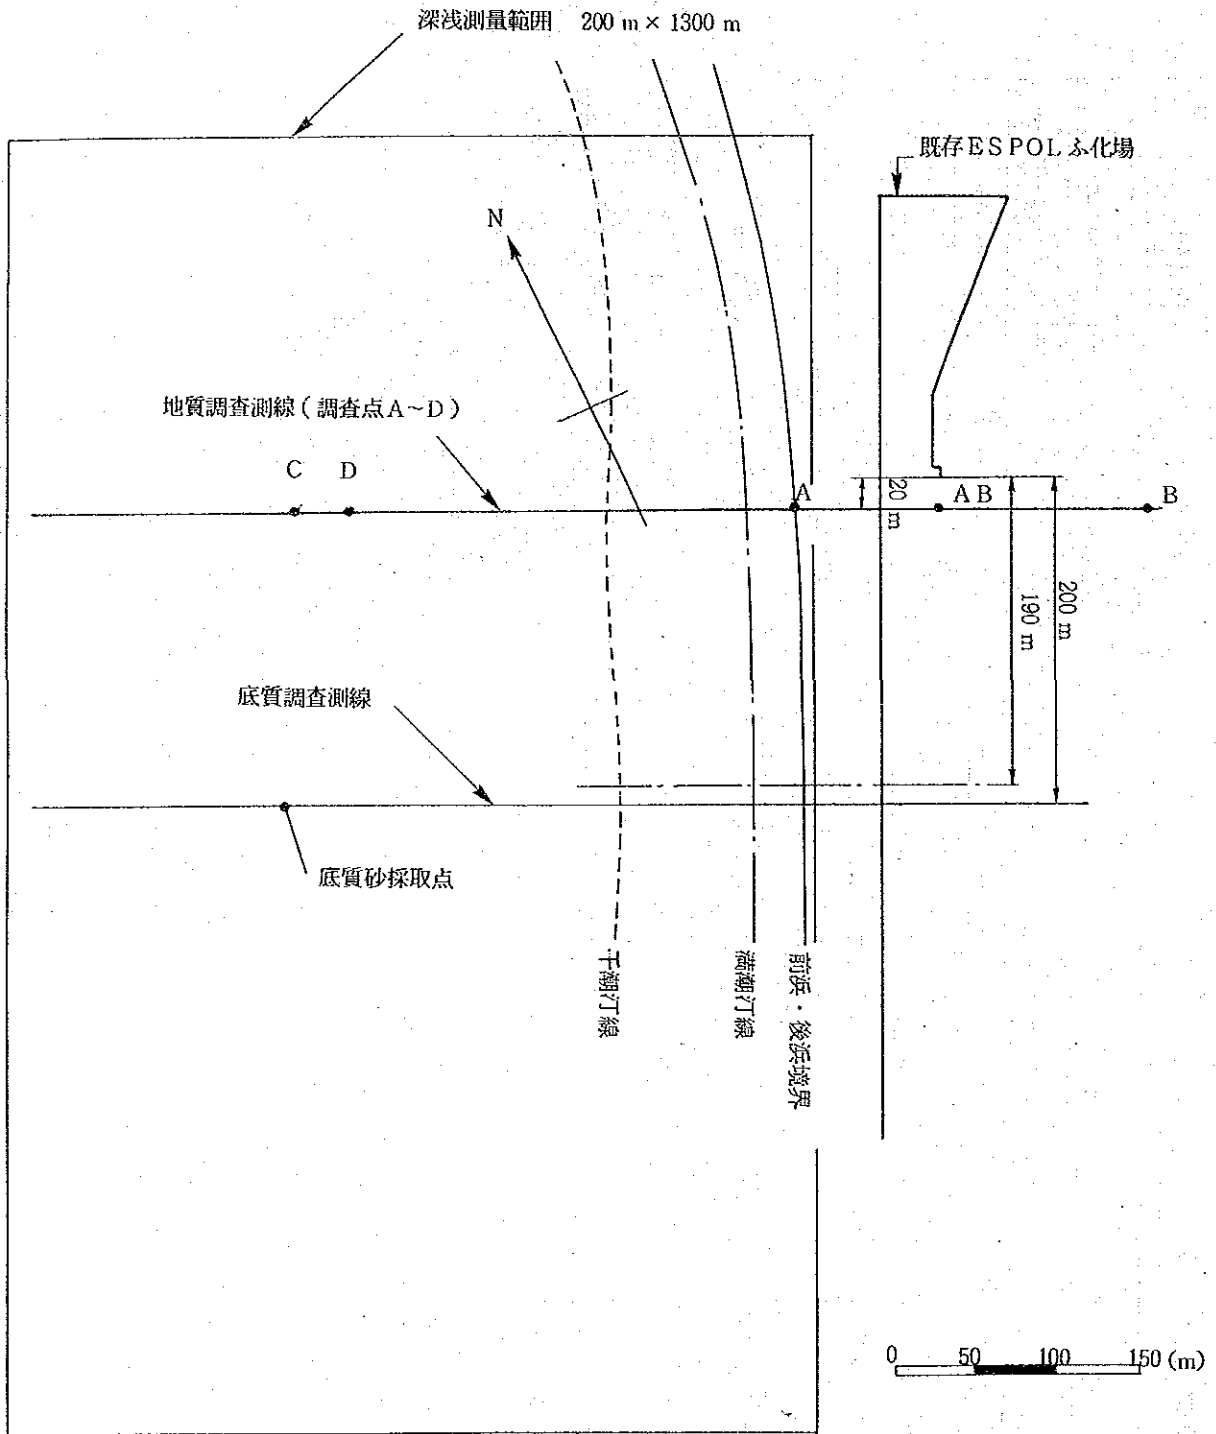 深浅測量範囲 200 m × 1300 m
既存ESPOLふ化場
N
地質調査測線(調査点A~D)
C D
A
20 m
A B
B
190 m
200 m
底質調査測線
底質砂採取点
干潮汀線
満潮汀線
前浜・後浜境界
0 50 100 150 (m)